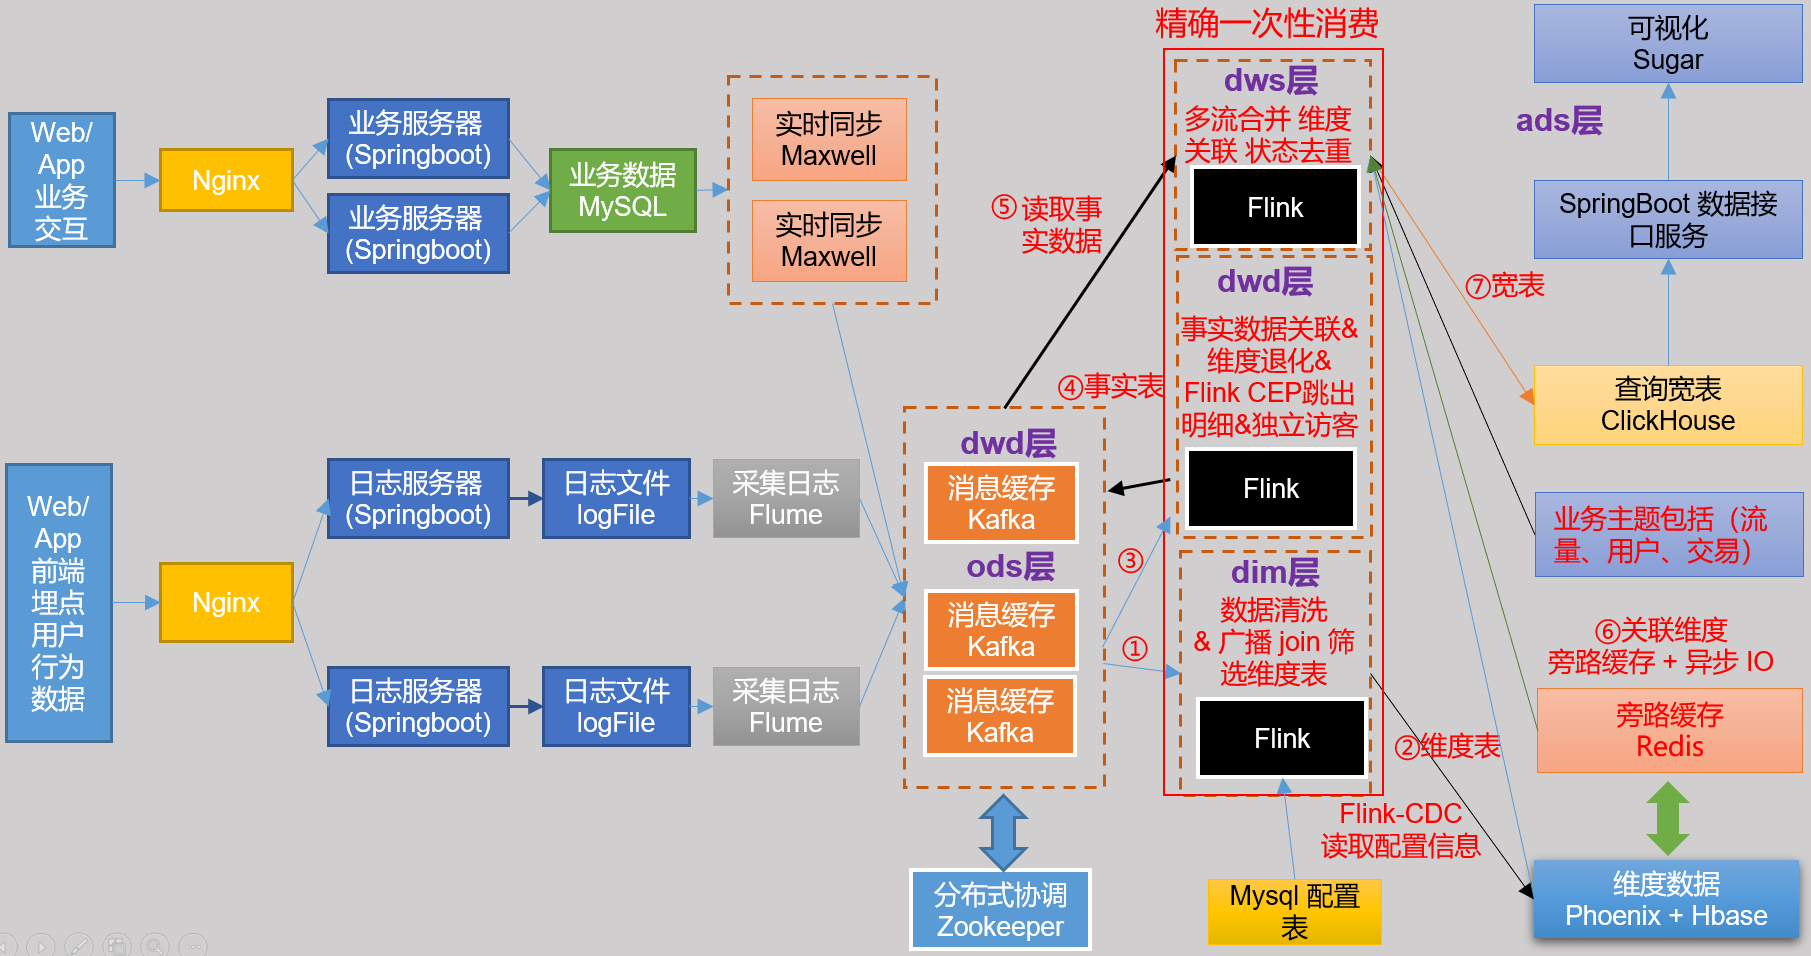 精确一次性消费
Web/
App
业务
交互
Nginx
业务服务器
(Springboot)
业务服务器
(Springboot)
业务数据
MySQL
实时同步
Maxwell
实时同步
Maxwell
Web/
App
前端
埋点
用户
行为
数据
Nginx
日志服务器
(Springboot)
日志服务器
(Springboot)
日志文件
logFile
日志文件
logFile
采集日志
Flume
采集日志
Flume
dwd层
消息缓存
Kafka
ods层
消息缓存
Kafka
消息缓存
Kafka
分布式协调
Zookeeper
⑤读取事
实数据
④事实表
③
①
dws层
多流合并 维度
关联 状态去重
Flink
dwd层
事实数据关联&
维度退化&
Flink CEP跳出
明细&独立访客
Flink
dim层
数据清洗
& 广播 join 筛
选维度表
Flink
Flink-CDC
读取配置信息
Mysql 配置
表
②维度表
⑦宽表
可视化
Sugar
ads层
SpringBoot 数据接
口服务
查询宽表
ClickHouse
业务主题包括（流
量、用户、交易）
⑥关联维度
旁路缓存 + 异步 IO
旁路缓存
Redis
维度数据
Phoenix + Hbase